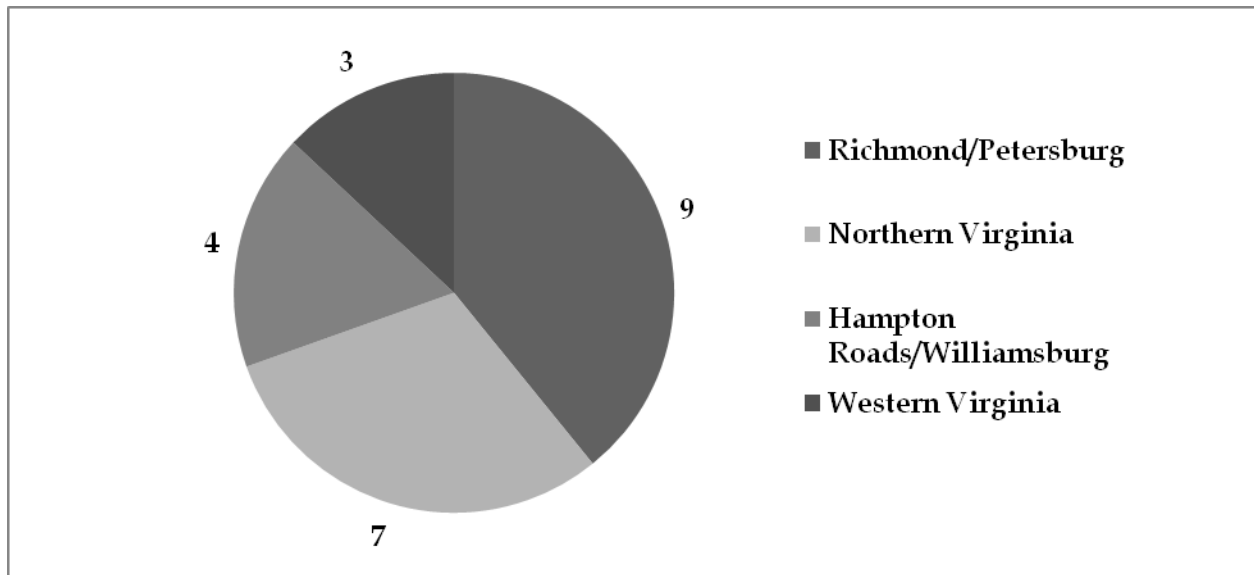 3
9
4
7
Richmond/Petersburg
Northern Virginia
Hampton
Roads/Williamsburg
Western Virginia